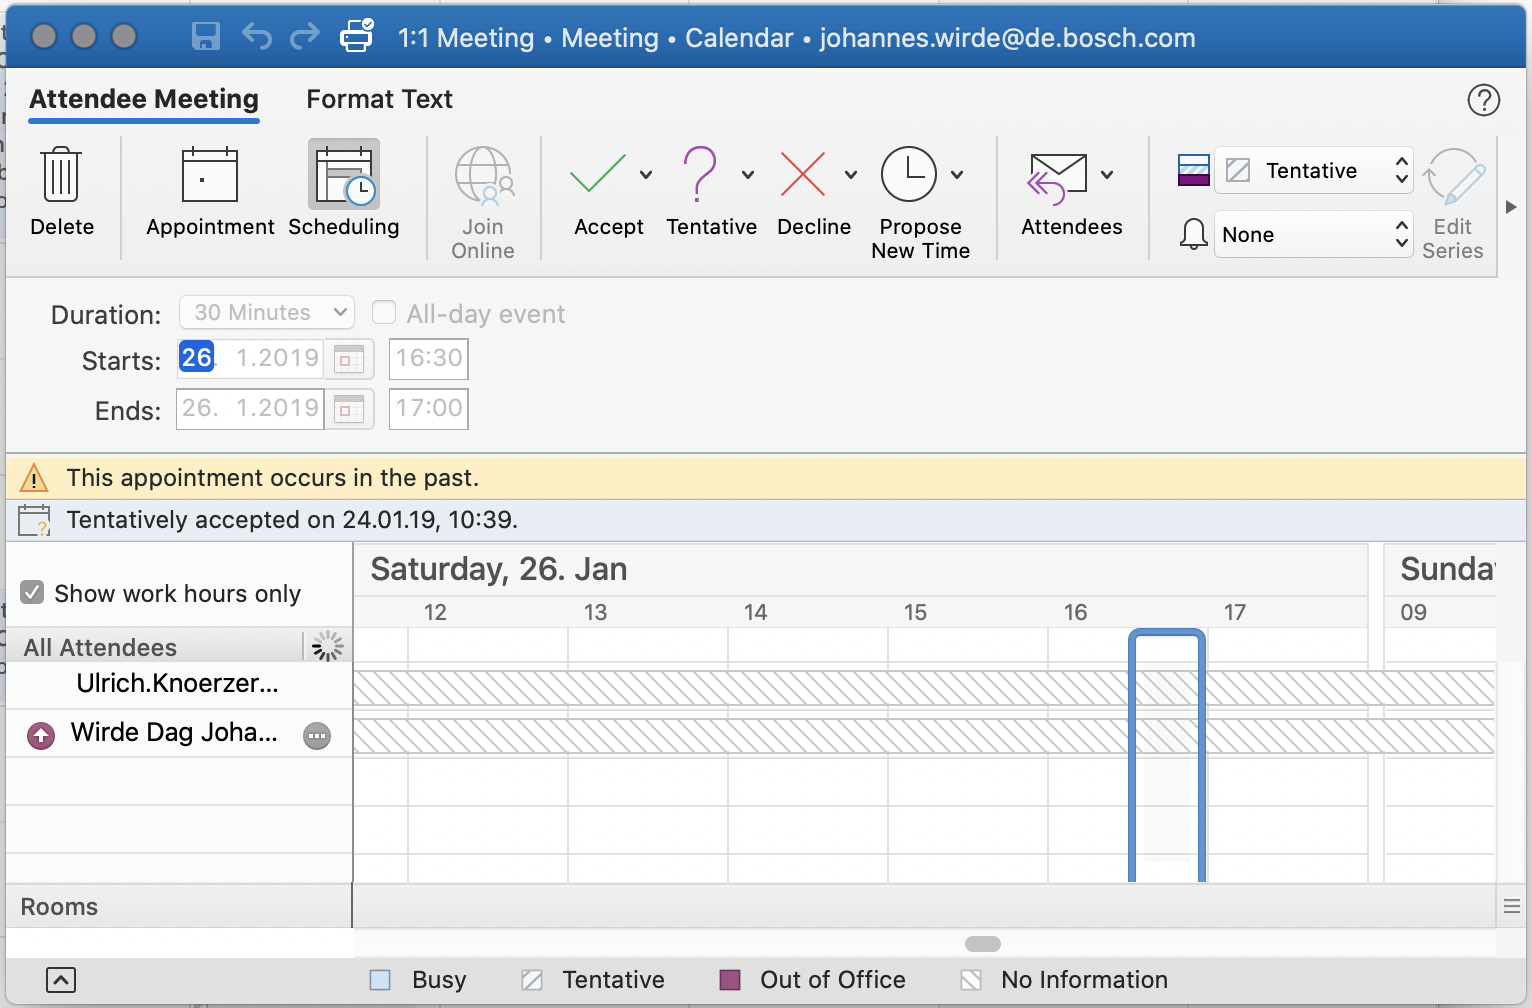 1:1 Meeting • Meeting • Calendar • johannes.wirde@de.bosch.com
Attendee Meeting Format Text
Delete Appointment Scheduling Join Online Accept Tentative Decline Propose New Time Attendees
Tentative
None
Edit Series
Duration: 30 Minutes All-day event
Starts: 26. 1.2019 16:30
Ends: 26. 1.2019 17:00
This appointment occurs in the past.
Tentatively accepted on 24.01.19, 10:39.
Saturday, 26. Jan
Show work hours only
12 13 14 15 16 17 09
All Attendees
Ulrich.Knoerzer...
Wirde Dag Joha...
Rooms
Busy Tentative Out of Office No Information